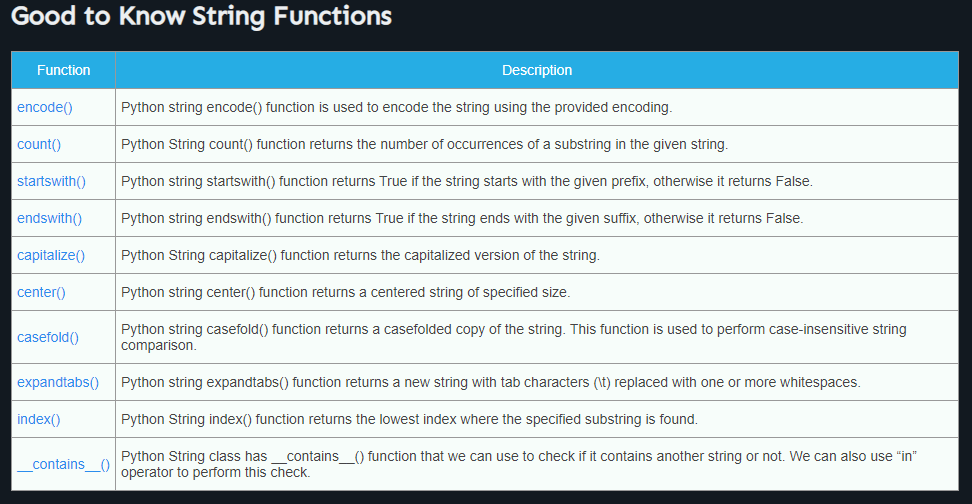 Good to Know String Functions
Function Description
encode() Python string encode() function is used to encode the string using the provided encoding.
count() Python String count() function returns the number of occurrences of a substring in the given string.
startswith() Python string startswith() function returns True if the string starts with the given prefix, otherwise it returns False.
endswith() Python string endswith() function returns True if the string ends with the given suffix, otherwise it returns False.
capitalize() Python String capitalize() function returns the capitalized version of the string.
center() Python string center() function returns a centered string of specified size.
casefold() Python string casefold() function returns a casefolded copy of the string. This function is used to perform case-insensitive string
comparison.
expandtabs() Python string expandtabs() function returns a new string with tab characters (\t) replaced with one or more whitespaces.
index() Python String index() function returns the lowest index where the specified substring is found.
__contains__() Python String class has __contains__() function that we can use to check if it contains another string or not. We can also use “in”
operator to perform this check.